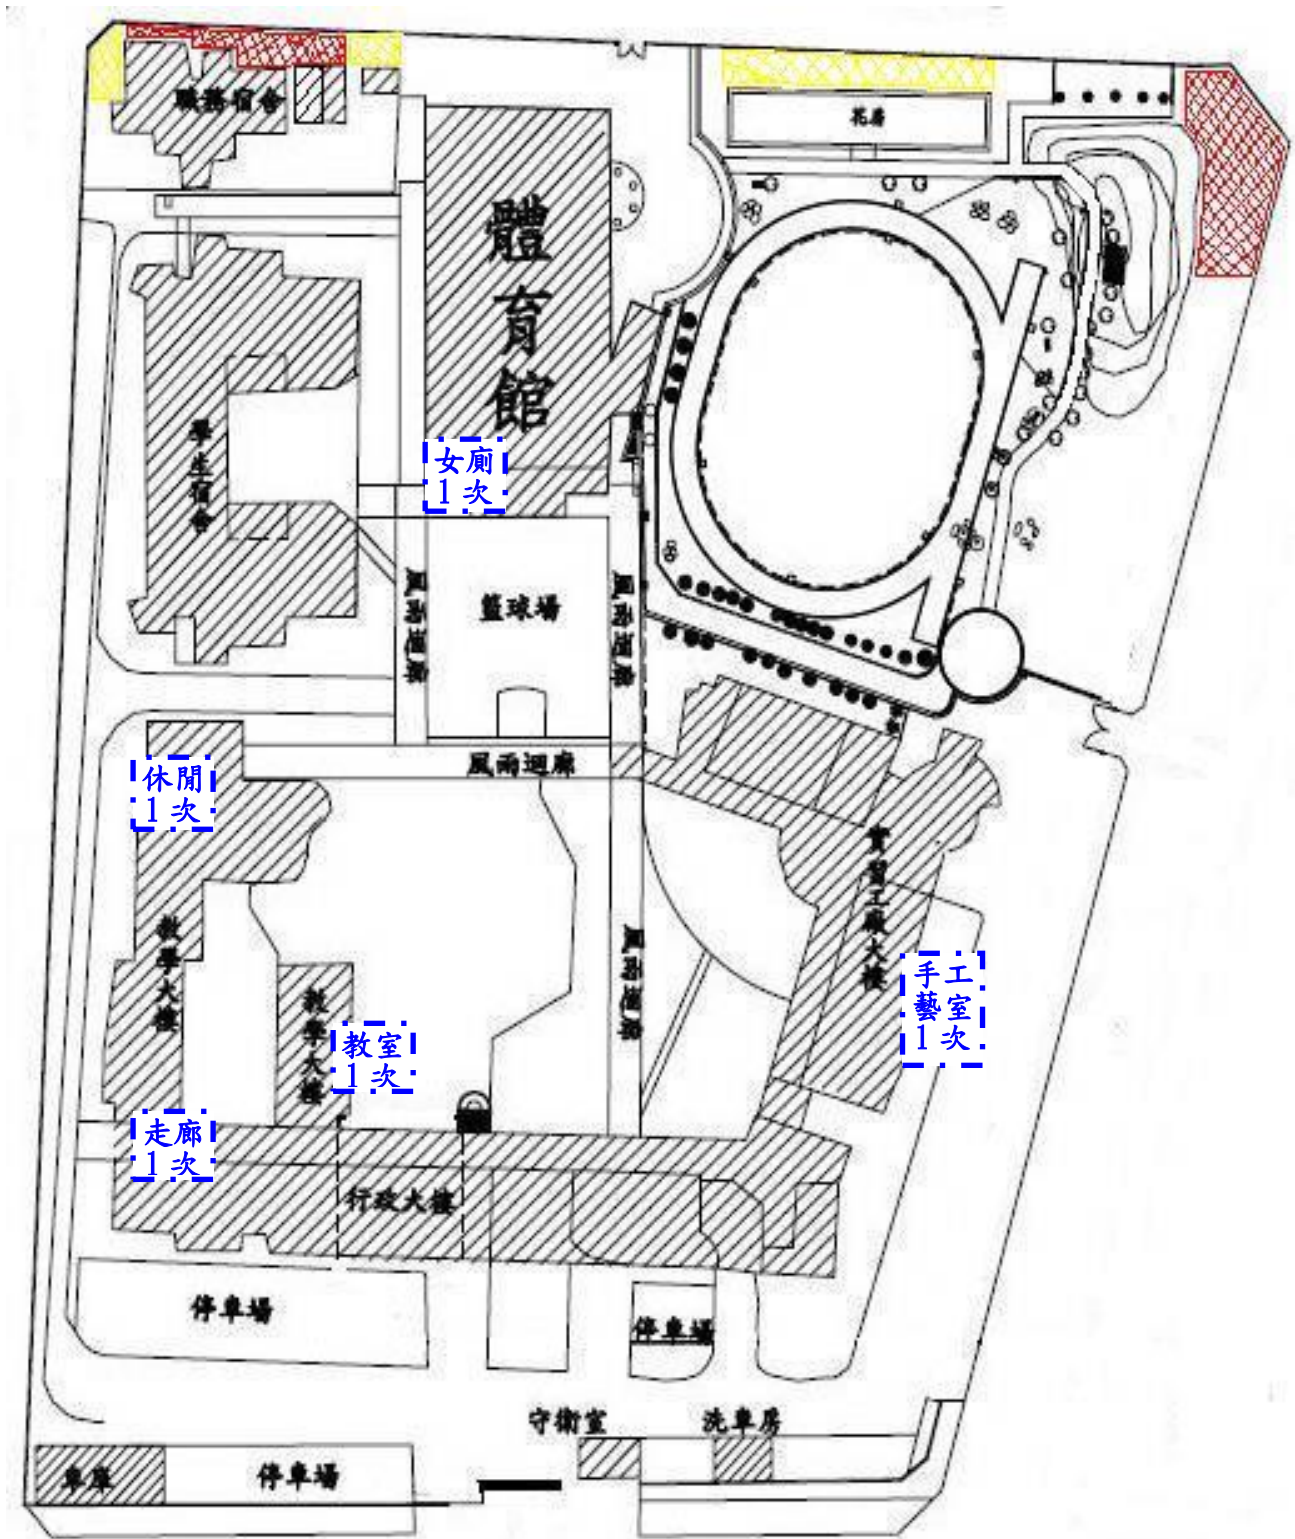 職務宿舍
花房
體育館
學生宿舍
女廁
1 次
籃球場
風雨迴廊
風雨迴廊
風雨迴廊
休閒
1 次
實習工廠大樓
教學大樓
風雨迴廊
手工
藝室
1 次
教學大樓
教室
1 次
走廊
1 次
行政大樓
停車場
停車場
守衛室
洗車房
車庫
停車場